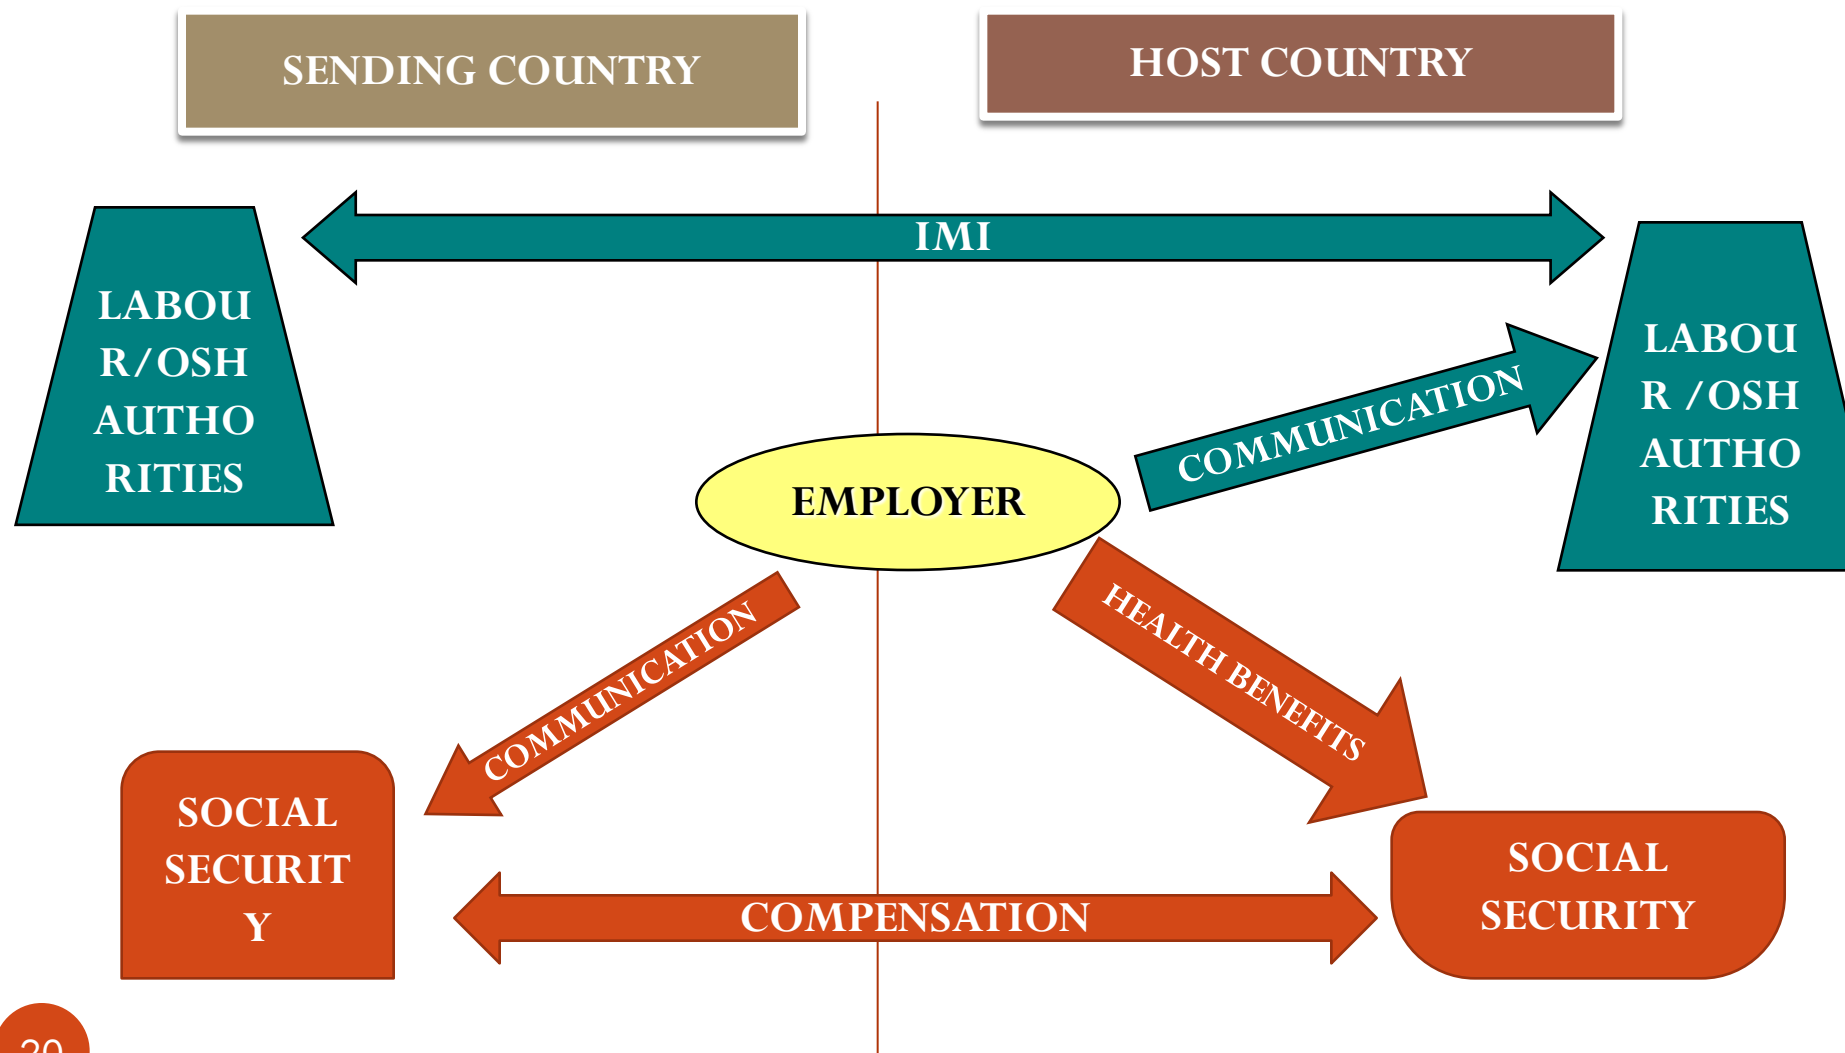 SENDING COUNTRY
HOST COUNTRY
IMI
LABOU
R/OSH
AUTHO
RITIES
LABOU
R /OSH
AUTHO
RITIES
COMMUNICATION
EMPLOYER
COMMUNICATION
HEALTH BENEFITS
SOCIAL
SECURIT
Y
SOCIAL
SECURITY
COMPENSATION
20